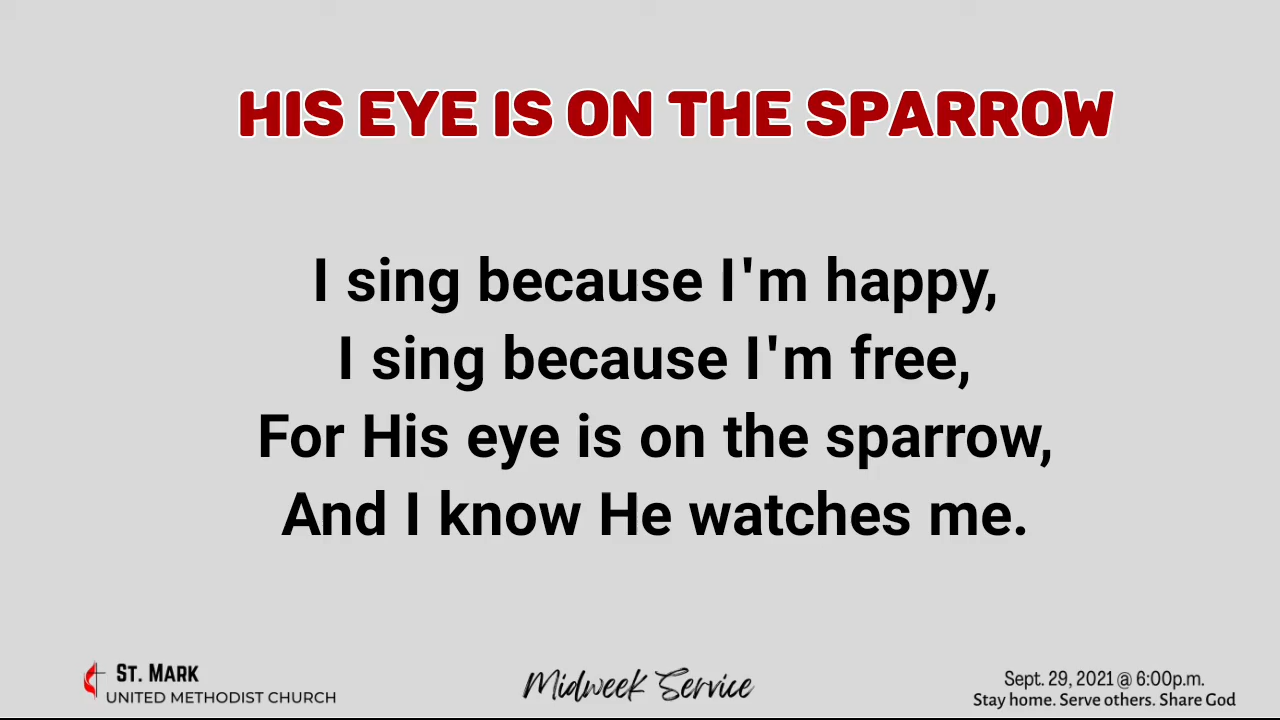 HIS EYE IS ON THE SPARROW
I sing because I'm happy,
I sing because I'm free,
For His eye is on the sparrow,
And I know He watches me.
ST. MARK
UNITED METHODIST CHURCH
Midweek Service
Sept. 29, 2021 @ 6:00p.m.
Stay home. Serve others. Share God